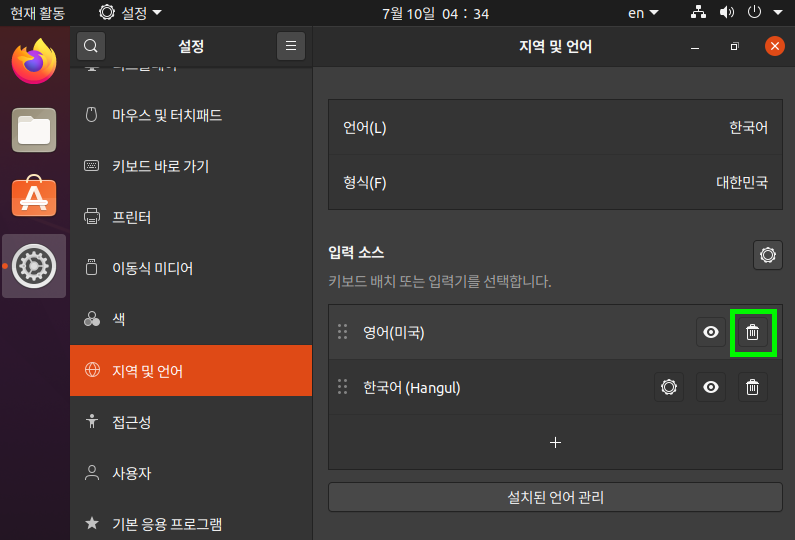 현재 활동
설정
7월 10일 04 : 34
en
설정
지역 및 언어
마우스 및 터치패드
키보드 바로 가기
프린터
이동식 미디어
색
지역 및 언어
접근성
사용자
기본 응용 프로그램
언어(L)
한국어
형식(F)
대한민국
입력 소스
키보드 배치 또는 입력기를 선택합니다.
영어(미국)
한국어 (Hangul)
설치된 언어 관리